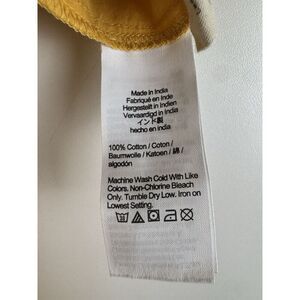 Made in India
Fabriqué en Inde
Hergestellt in Indien
Vervaardigd in India
インド製
hecho en India
100% Cotton / Coton /
Baumwolle / Katoen / 綿 /
algodón
Machine Wash Cold With Like
Colors. Non-Chlorine Bleach
Only. Tumble Dry Low. Iron on
Lowest Setting.